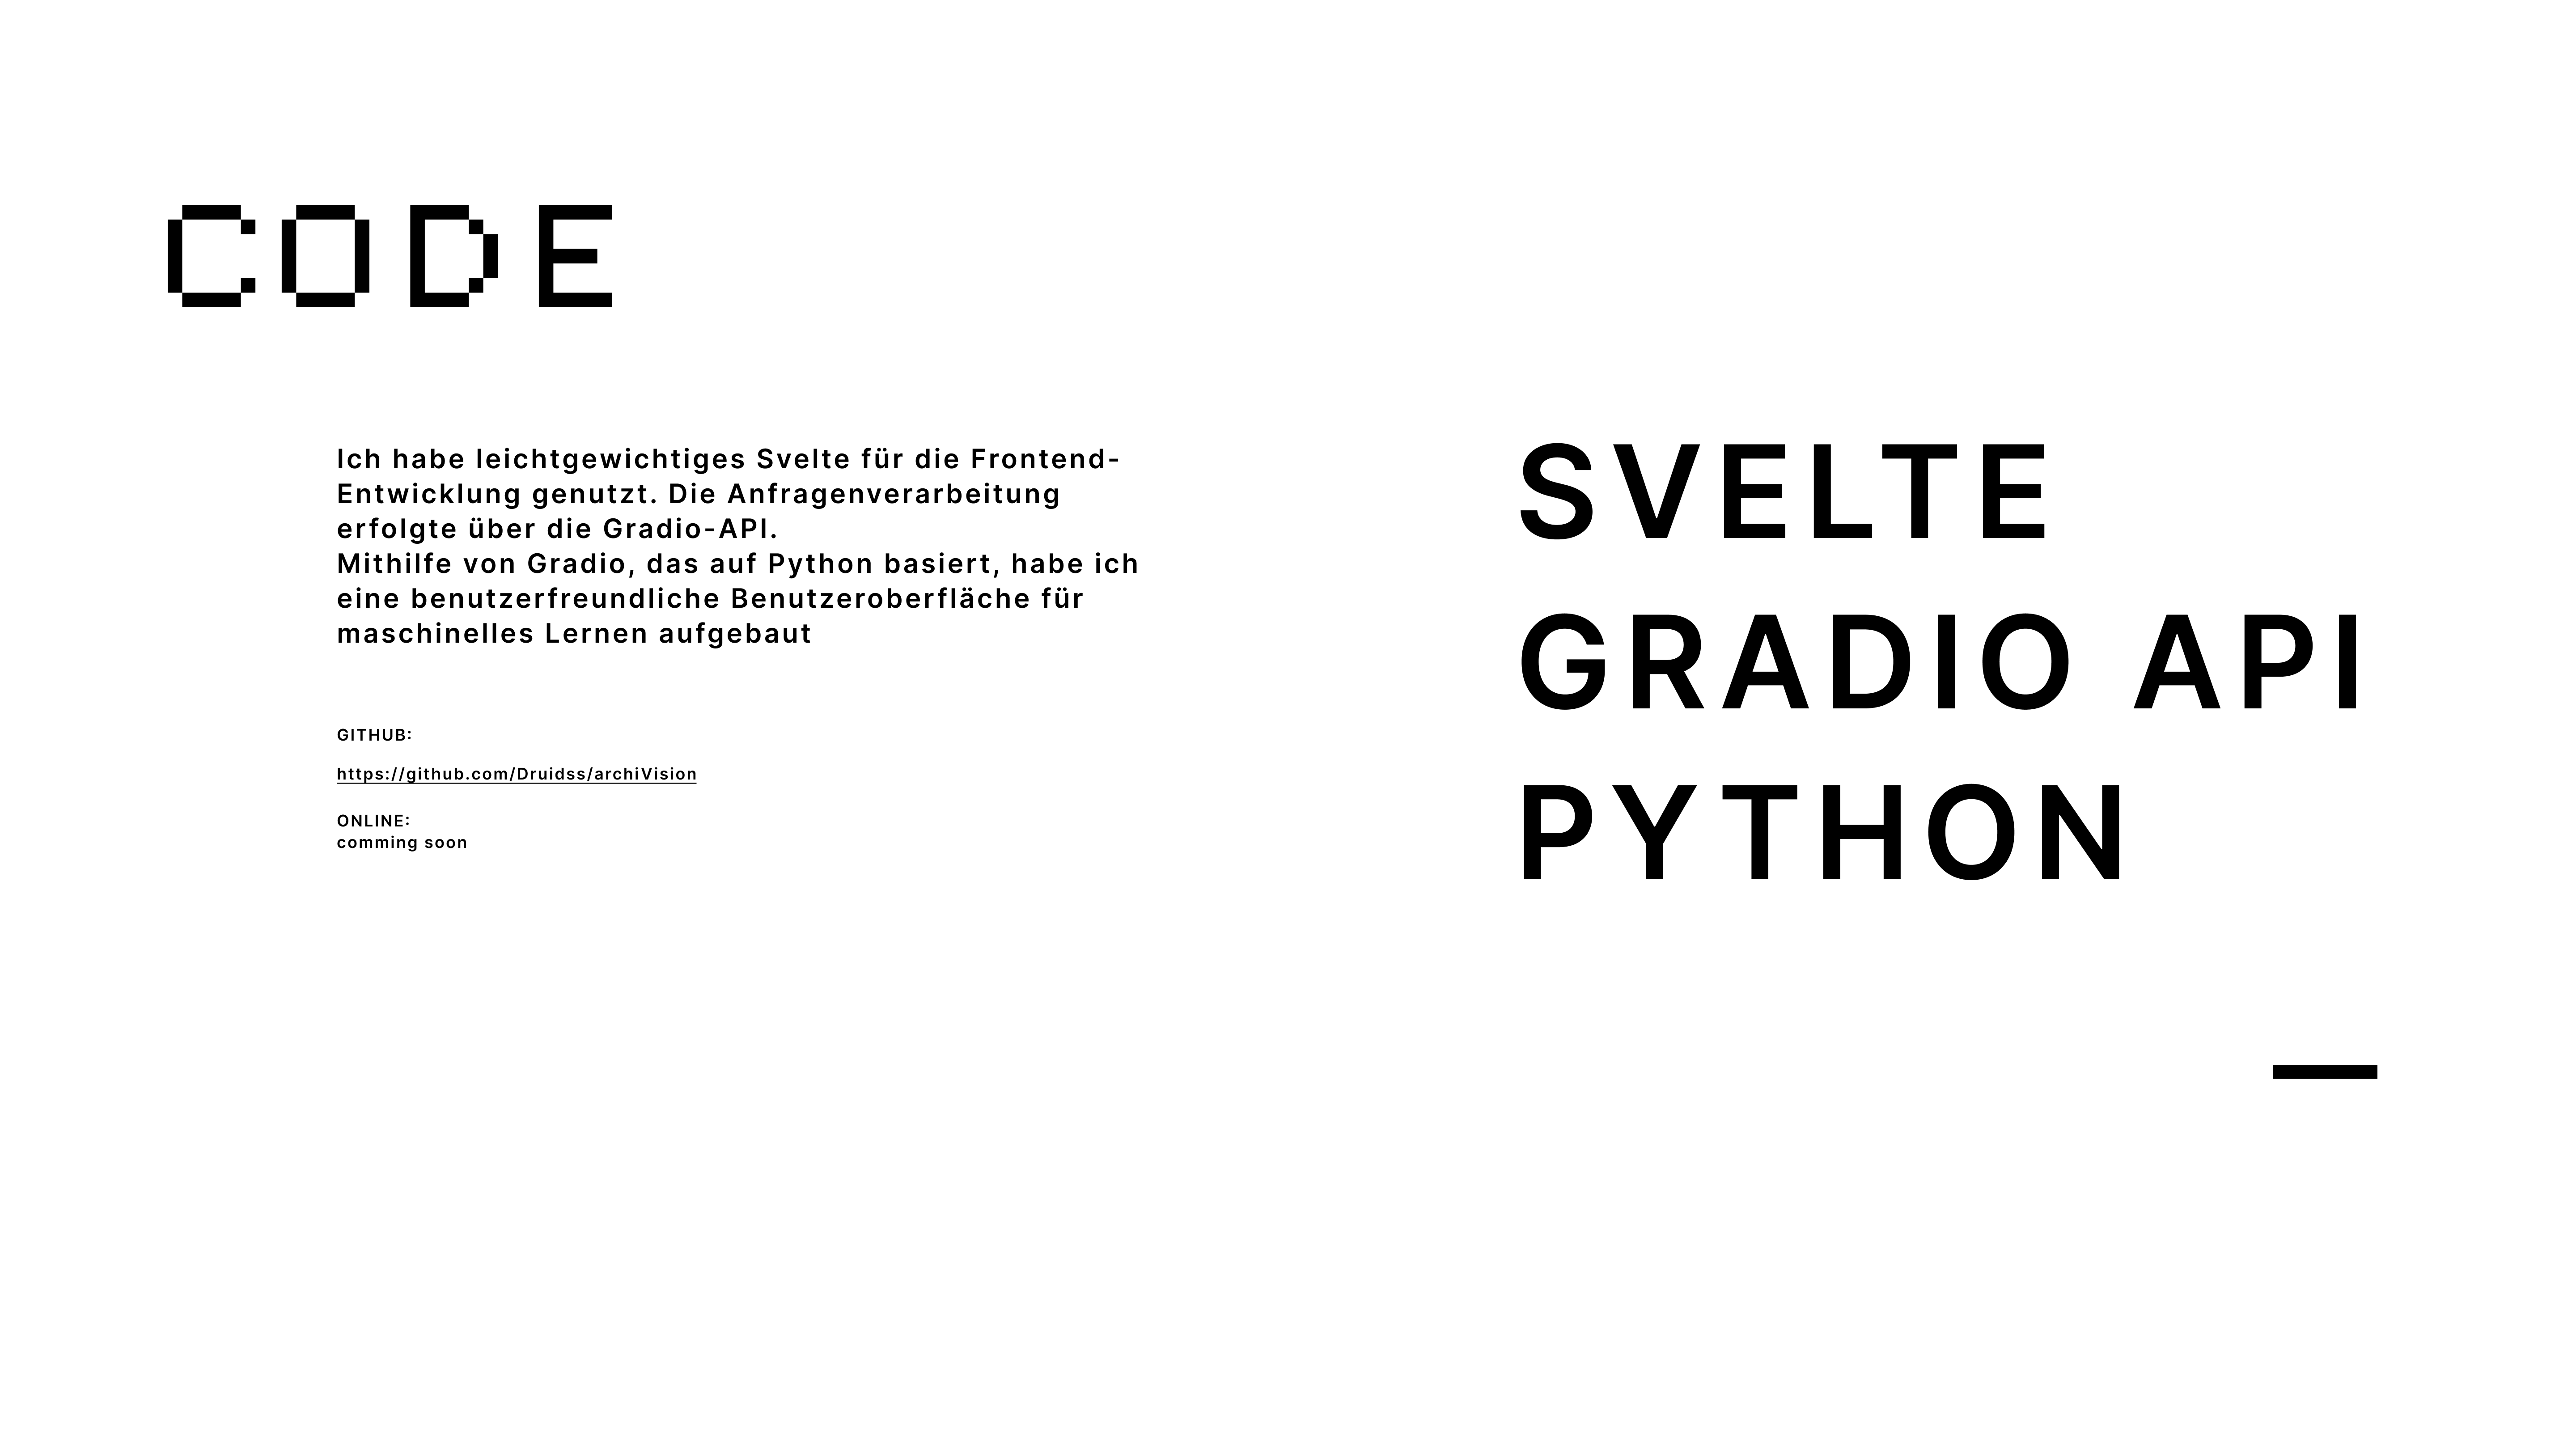 CODE
Ich habe leichtgewichtiges Svelte für die Frontend-
Entwicklung genutzt. Die Anfragenverarbeitung
erfolgte über die Gradio-API.
Mithilfe von Gradio, das auf Python basiert, habe ich
eine benutzerfreundliche Benutzeroberfläche für
maschinelles Lernen aufgebaut
GITHUB:
https://github.com/Druidss/archiVision
ONLINE:
comming soon
SVELTE
GRADIO API
PYTHON